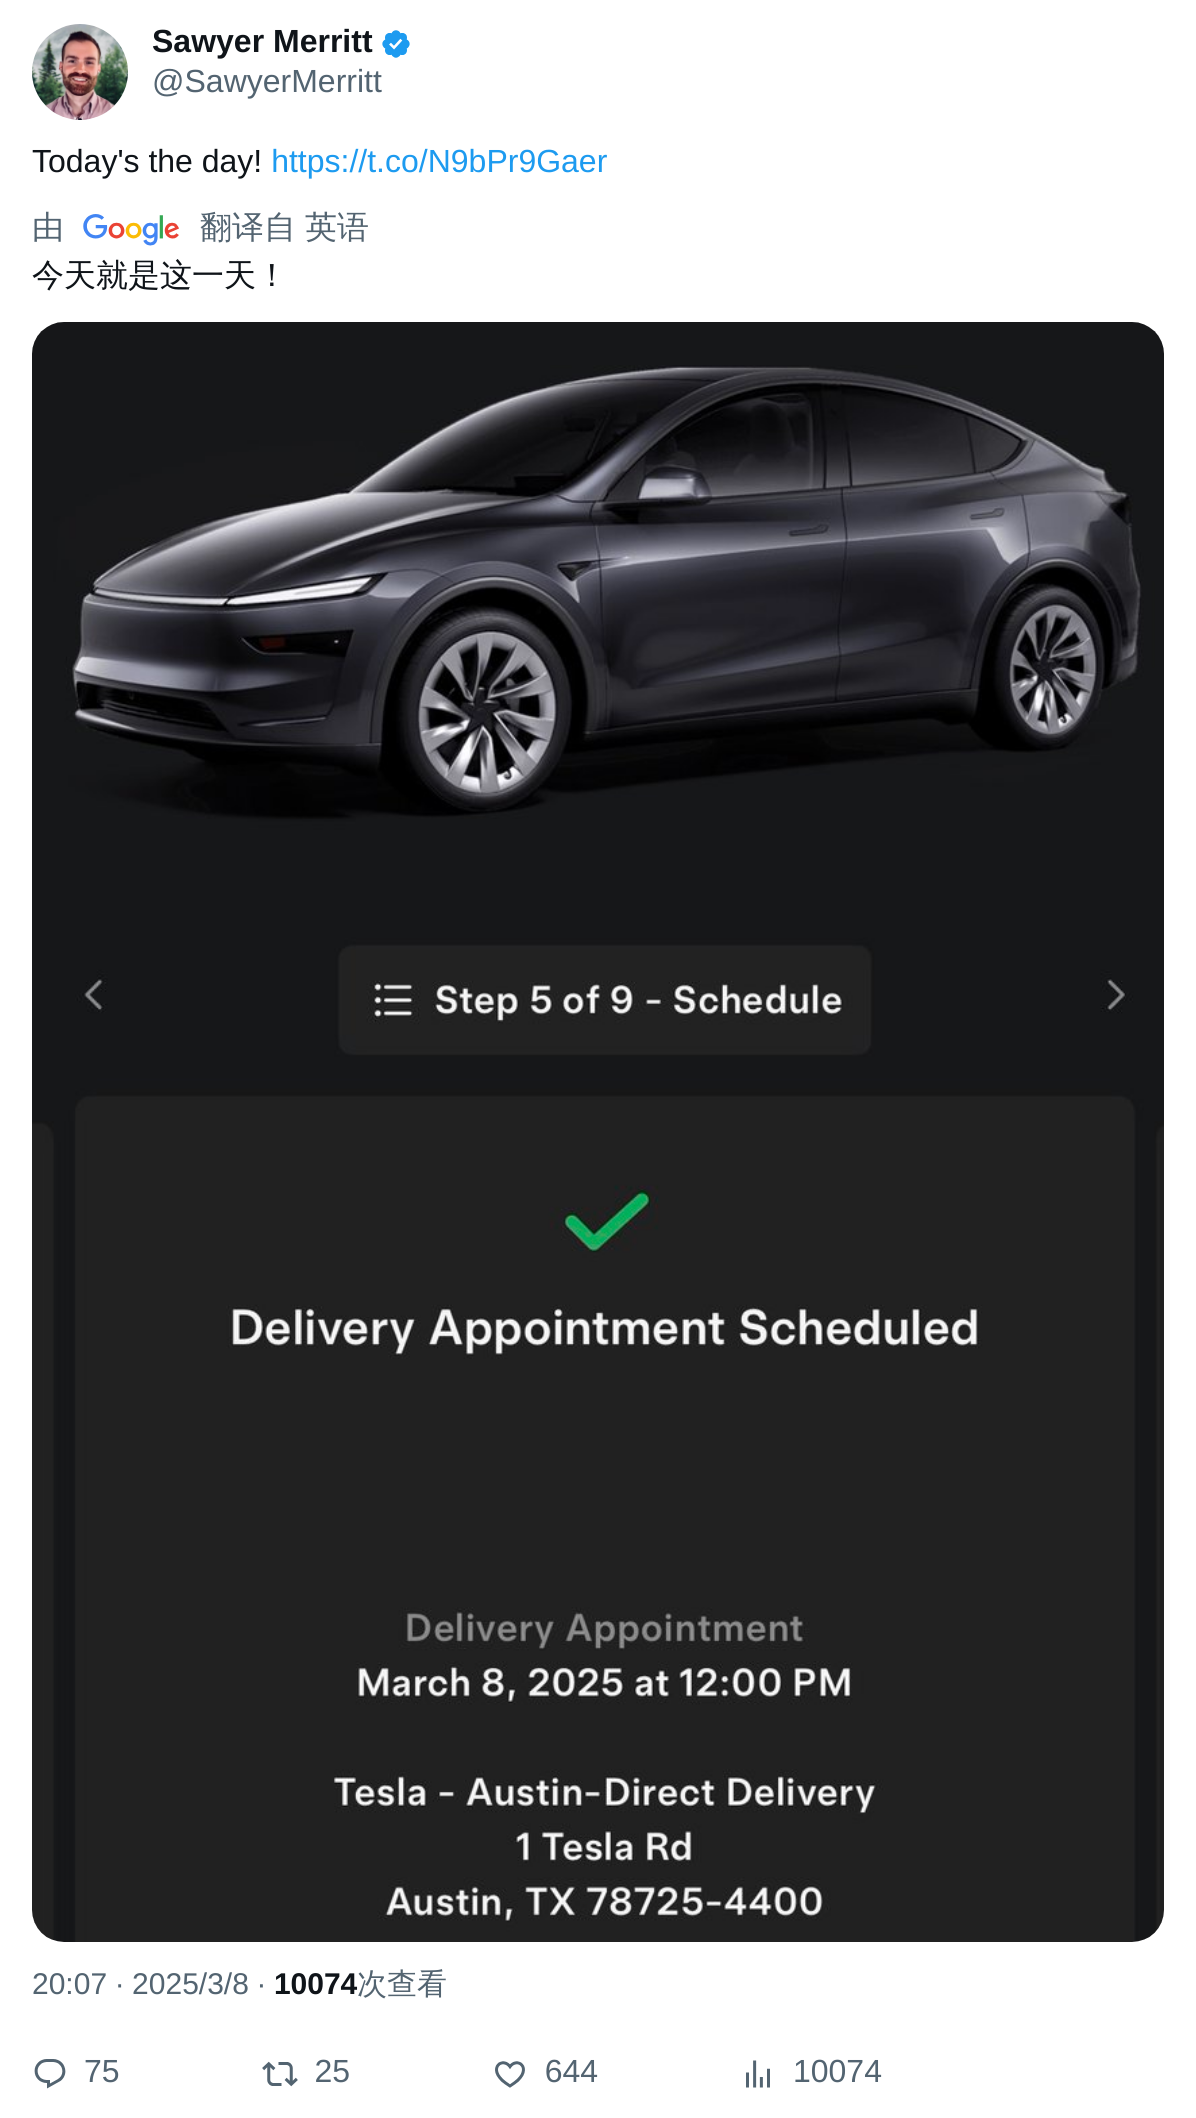 Sawyer Merritt
@SawyerMerritt
Today's the day! https://t.co/N9bPr9Gaer
由 Google 翻译自 英语
今天就是这一天！
Step 5 of 9 - Schedule
Delivery Appointment Scheduled
Delivery Appointment
March 8, 2025 at 12:00 PM
Tesla - Austin-Direct Delivery
1 Tesla Rd
Austin, TX 78725-4400
20:07 · 2025/3/8 · 10074次查看
75 25 644 10074